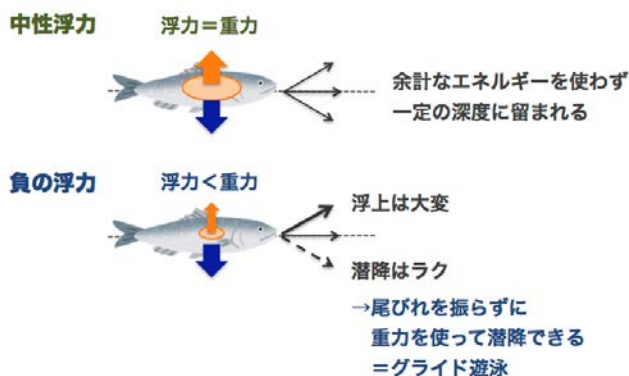 中性浮力
浮力＝重力
余計なエネルギーを使わず
一定の深度に留まれる
負の浮力
浮力＜重力
浮上は大変
潜降はラク
→尾びれを振らずに
重力を使って潜降できる
＝グライド遊泳